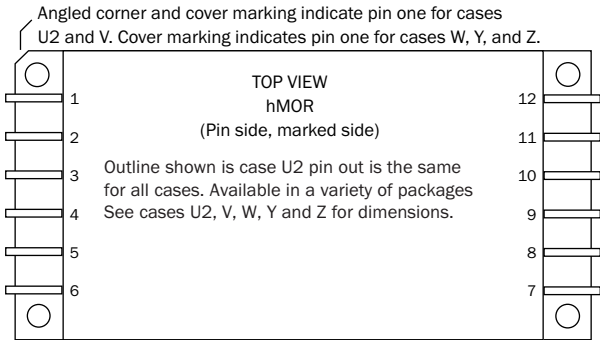 Angled corner and cover marking indicate pin one for cases
U2 and V. Cover marking indicates pin one for cases W, Y, and Z.
TOP VIEW
hMOR
(Pin side, marked side)
Outline shown is case U2 pin out is the same
for all cases. Available in a variety of packages
See cases U2, V, W, Y and Z for dimensions.
1
2
3
4
5
6
12
11
10
9
8
7